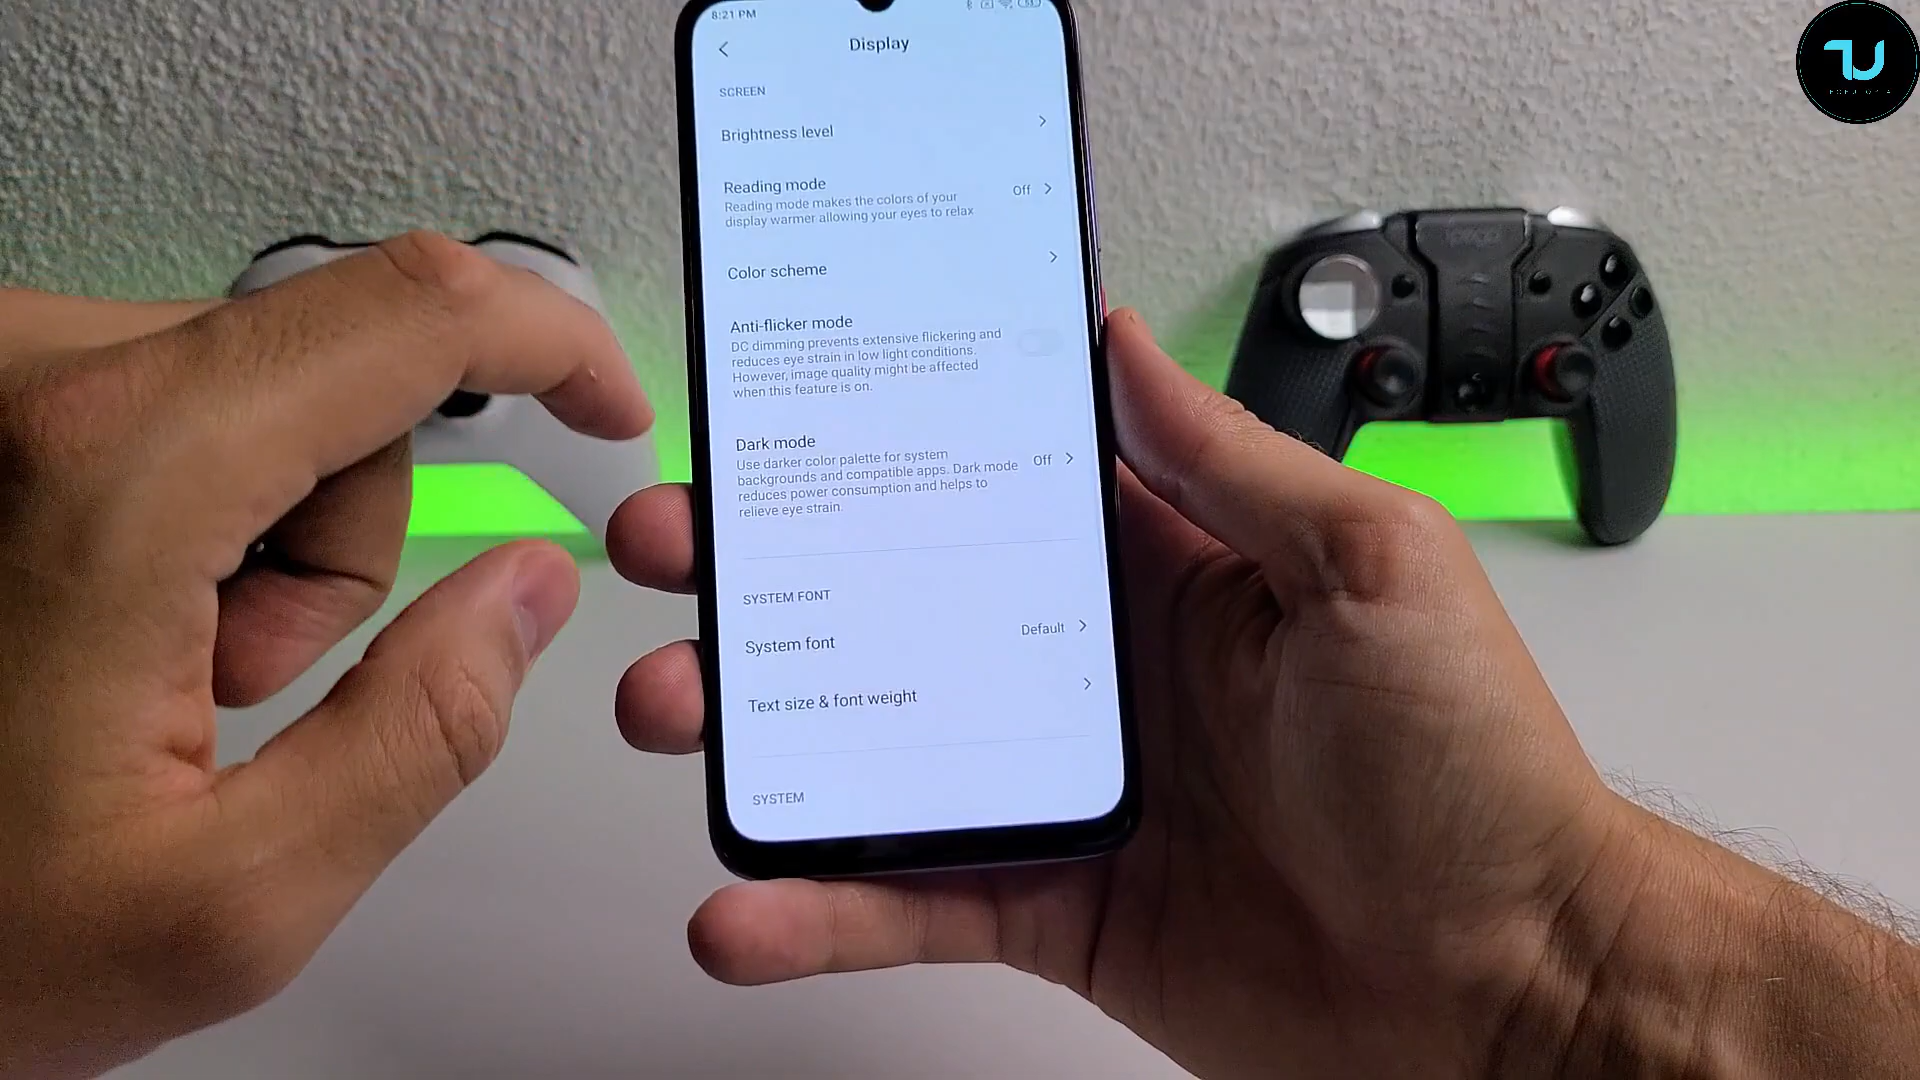 8:21 PM
Display
SCREEN
Brightness level
Reading mode
Reading mode makes the colors of your
display warmer allowing your eyes to relax
Off
Color scheme
Anti-flicker mode
DC dimming prevents extensive flickering and
reduces eye strain in low light conditions.
However, image quality might be affected
when this feature is on.
Dark mode
Use darker color palette for system
backgrounds and compatible apps. Dark mode
reduces power consumption and helps to
relieve eye strain.
Off
SYSTEM FONT
System font
Default
Text size & font weight
SYSTEM
TU